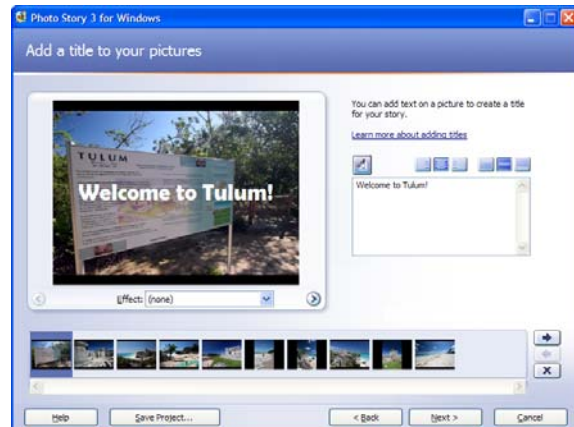 Photo Story 3 for Windows
Add a title to your pictures
You can add text on a picture to create a title
for your story.
Learn more about adding titles
TULUM
Welcome to Tulum!
Welcome to Tulum!
Effect: (none)
Help
Save Project...
< Back
Next >
Cancel